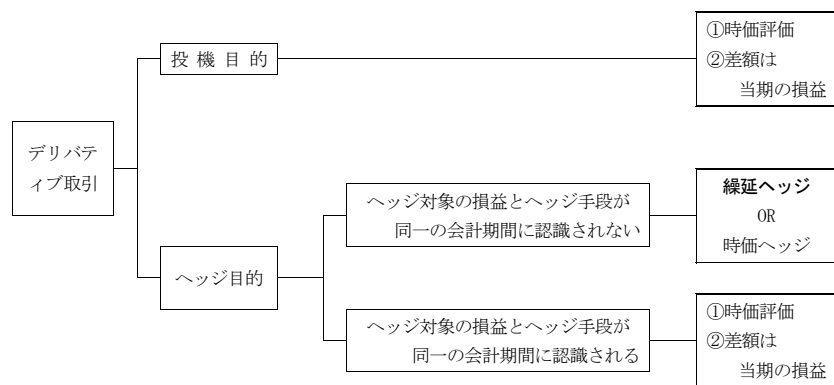 投機目的
①時価評価
②差額は
当期の損益
デリバテ
ィブ取引
ヘッジ対象の損益とヘッジ手段が
同一の会計期間に認識されない
繰延ヘッジ
OR
時価ヘッジ
ヘッジ目的
ヘッジ対象の損益とヘッジ手段が
同一の会計期間に認識される
①時価評価
②差額は
当期の損益